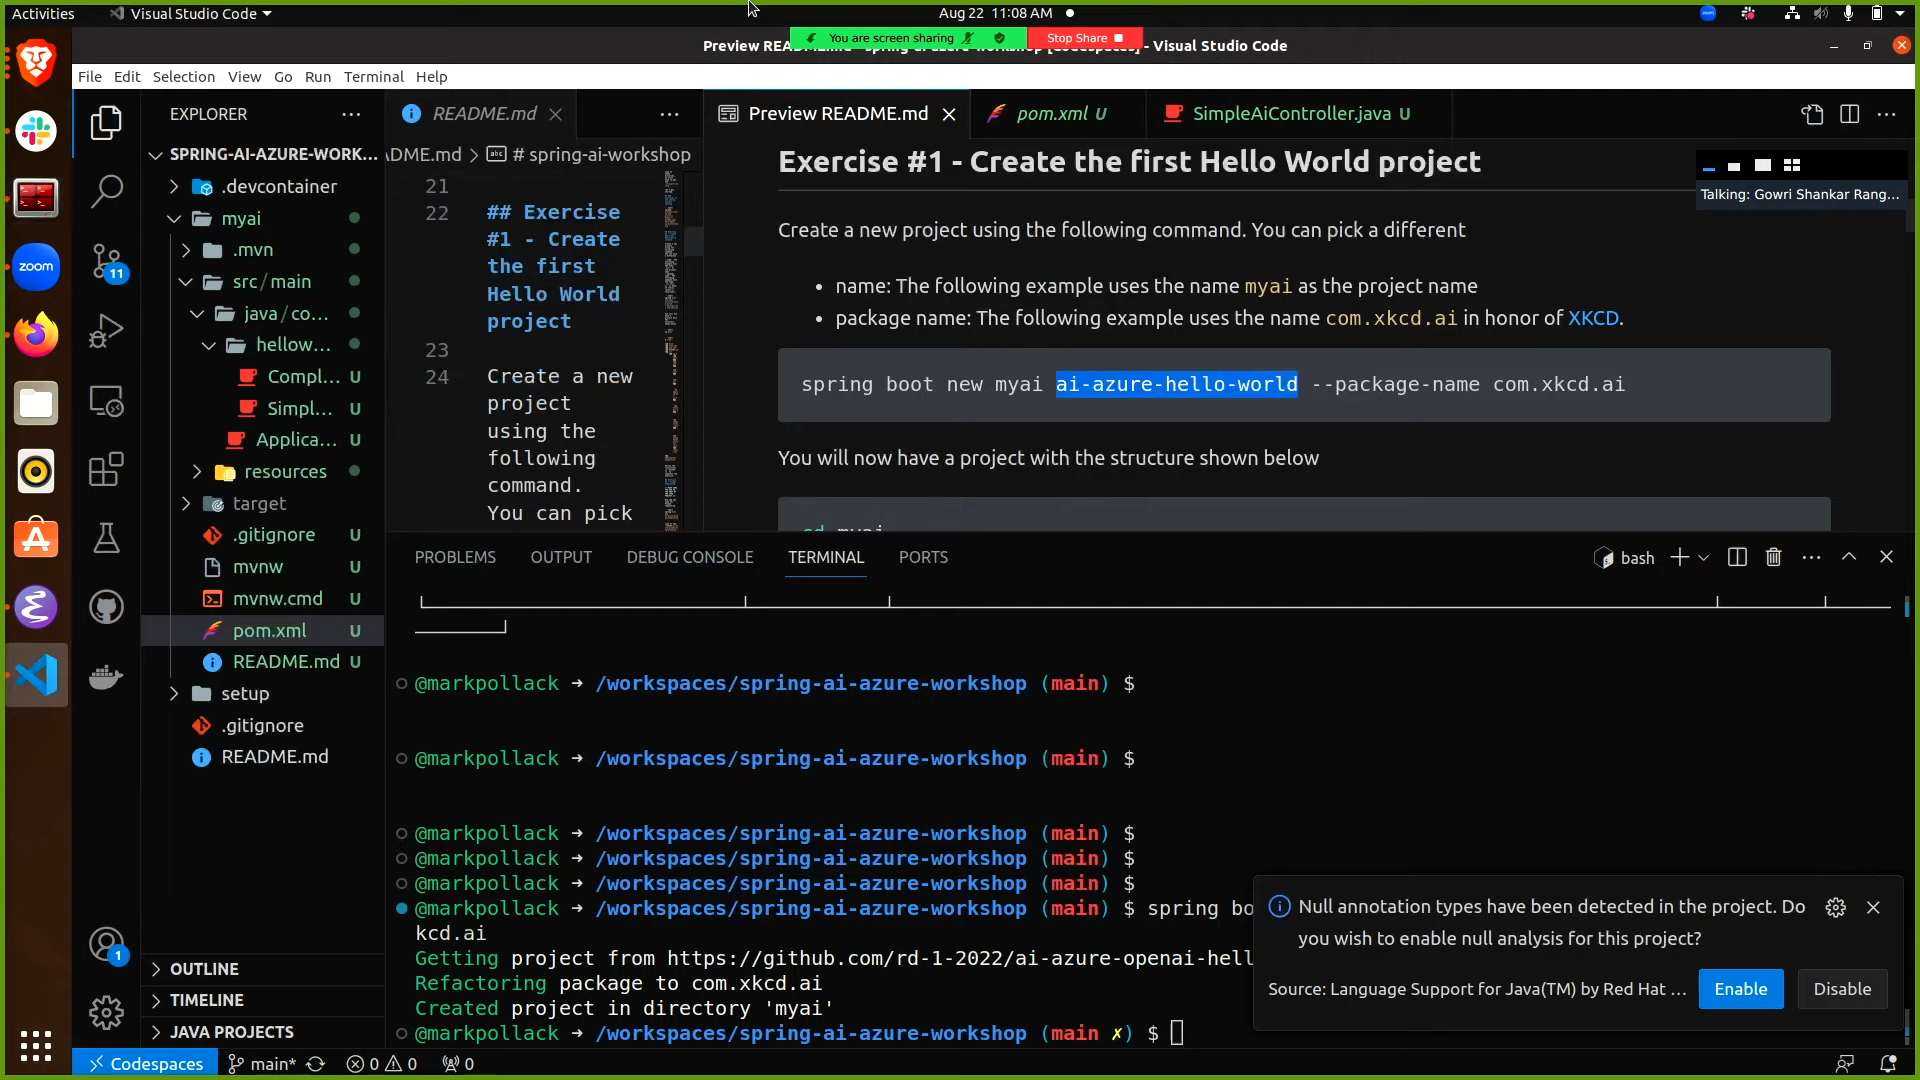 Activities
Visual Studio Code
Aug 22 11:08 AM
You are screen sharing
Stop Share
- Visual Studio Code
File Edit Selection View Go Run Terminal Help
EXPLORER
README.md
Preview README.md
pom.xml U
SimpleAiController.java U
SPRING-AI-AZURE-WORK...
.devcontainer
myai
.mvn
src/main
java/co...
hellow...
Compl... U
Simpl... U
Applica... U
resources
target
.gitignore U
mvnw U
mvnw.cmd U
pom.xml U
README.md U
setup
.gitignore
README.md
OUTLINE
TIMELINE
JAVA PROJECTS
zoom
11
1
DME.md > # spring-ai-workshop
21
22 ## Exercise
#1 - Create
the first
Hello World
project
23
24 Create a new
project
using the
following
command.
You can pick
Exercise #1 - Create the first Hello World project
Talking: Gowri Shankar Rang...
Create a new project using the following command. You can pick a different
• name: The following example uses the name myai as the project name
• package name: The following example uses the name com.xkcd.ai in honor of XKCD.
spring boot new myai ai-azure-hello-world --package-name com.xkcd.ai
You will now have a project with the structure shown below
cd myai
PROBLEMS OUTPUT DEBUG CONSOLE TERMINAL PORTS
bash
@markpollack → /workspaces/spring-ai-azure-workshop (main) $
@markpollack → /workspaces/spring-ai-azure-workshop (main) $
@markpollack → /workspaces/spring-ai-azure-workshop (main) $
@markpollack → /workspaces/spring-ai-azure-workshop (main) $
@markpollack → /workspaces/spring-ai-azure-workshop (main) $
@markpollack → /workspaces/spring-ai-azure-workshop (main) $ spring bo
kcd.ai
Getting project from https://github.com/rd-1-2022/ai-azure-openai-hell
Refactoring package to com.xkcd.ai
Created project in directory 'myai'
@markpollack → /workspaces/spring-ai-azure-workshop (main ✗) $
Null annotation types have been detected in the project. Do
you wish to enable null analysis for this project?
Source: Language Support for Java(TM) by Red Hat ...
Enable
Disable
Codespaces
main*
0
0
0